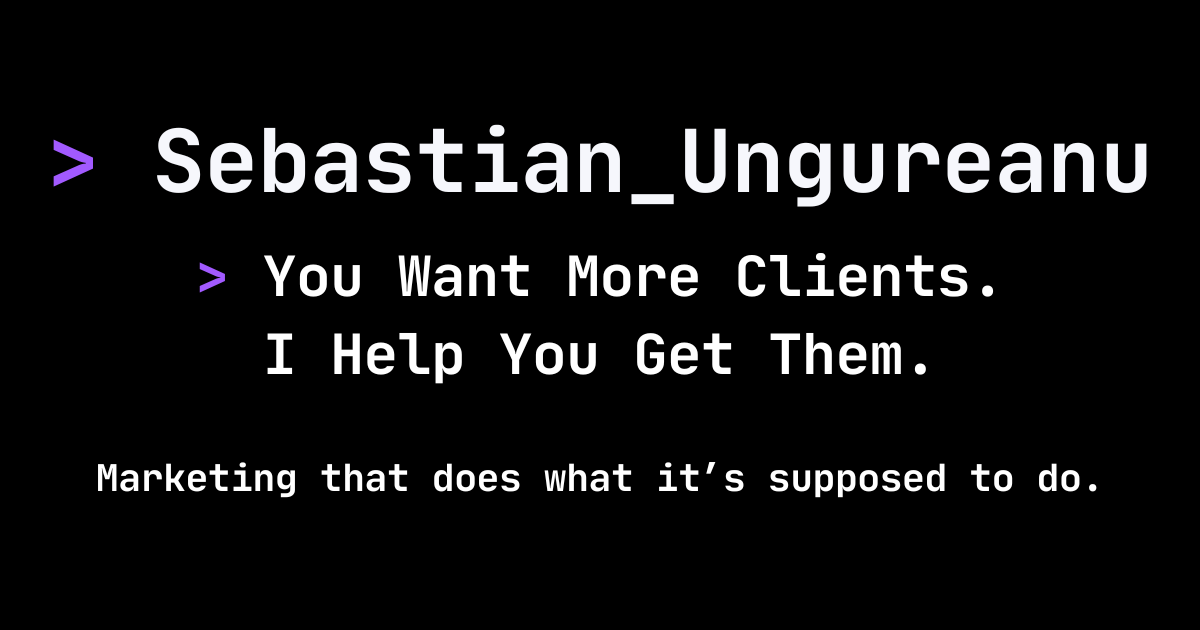 > Sebastian_Ungureanu
> You Want More Clients.
I Help You Get Them.
Marketing that does what it’s supposed to do.